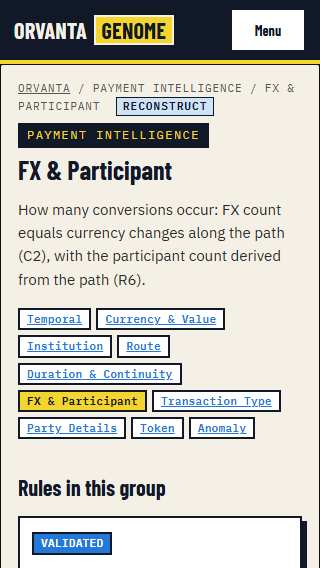 ORVANTA GENOME Menu
ORVANTA / PAYMENT INTELLIGENCE / FX &
PARTICIPANT RECONSTRUCT
PAYMENT INTELLIGENCE
FX & Participant
How many conversions occur: FX count
equals currency changes along the path
(C2), with the participant count derived
from the path (R6).
Temporal Currency & Value
Institution Route
Duration & Continuity
FX & Participant Transaction Type
Party Details Token Anomaly
Rules in this group
VALIDATED